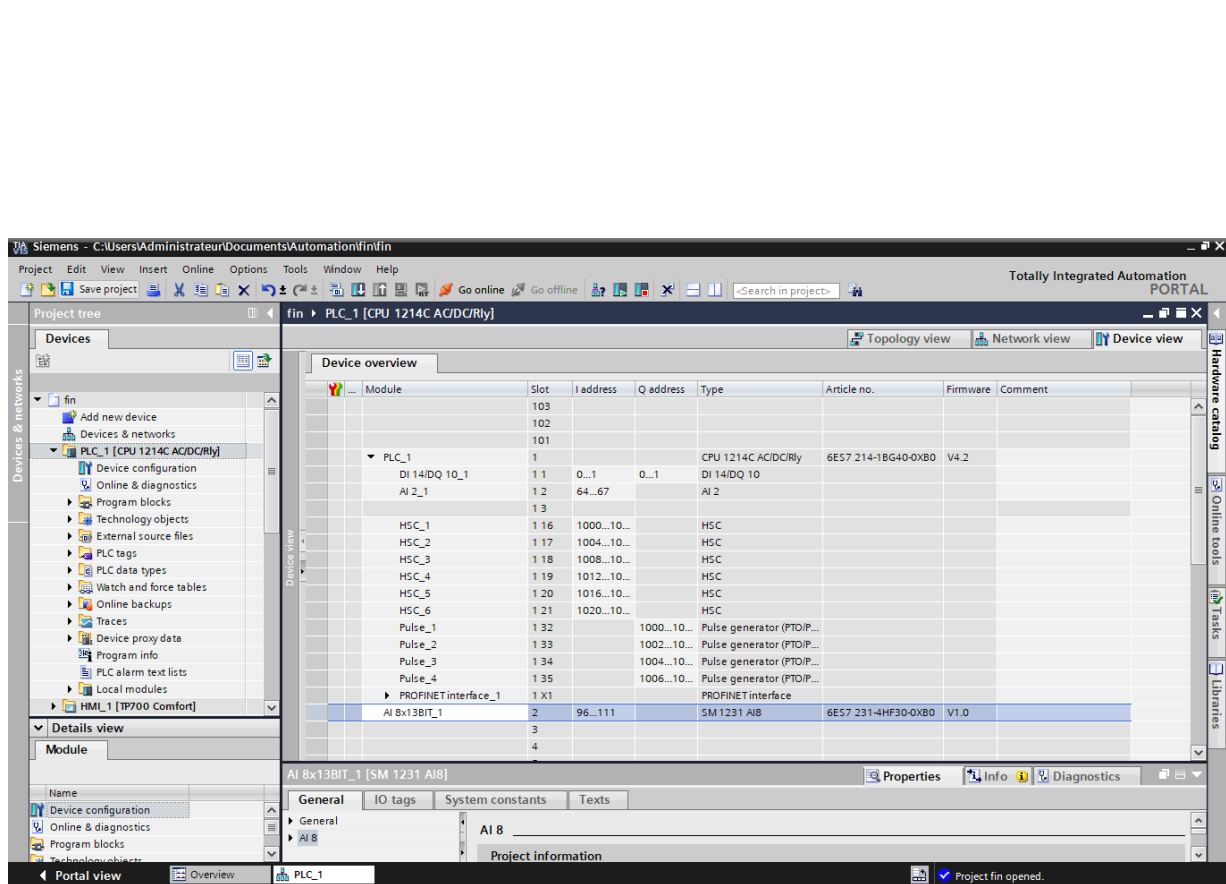 Siemens - C:\Users\Administrateur\Documents\Automation\fin\fin
Project Edit View Insert Online Options Tools Window Help
Totally Integrated Automation
PORTAL
Save project Go online Go offline <Search in project>
Project tree
fin PLC_1 [CPU 1214C AC/DC/Rly]
Devices
Topology view Network view Device view
Device overview
... Module Slot I address Q address Type Article no. Firmware Comment
103
102
101
PLC_1 1 CPU 1214C AC/DC/Rly 6ES7 214-1BG40-0XB0 V4.2
DI 14/DQ 10_1 1 1 0...1 0...1 DI 14/DQ 10
AI 2_1 1 2 64...67 AI 2
1 3
HSC_1 1 16 1000...10... HSC
HSC_2 1 17 1004...10... HSC
HSC_3 1 18 1008...10... HSC
HSC_4 1 19 1012...10... HSC
HSC_5 1 20 1016...10... HSC
HSC_6 1 21 1020...10... HSC
Pulse_1 1 32 1000...10... Pulse generator (PTO/P...
Pulse_2 1 33 1002...10... Pulse generator (PTO/P...
Pulse_3 1 34 1004...10... Pulse generator (PTO/P...
Pulse_4 1 35 1006...10... Pulse generator (PTO/P...
PROFINET interface_1 1 X1 PROFINET interface
AI 8x13BIT_1 2 96...111 SM 1231 AI8 6ES7 231-4HF30-0XB0 V1.0
3
4
fin
Add new device
Devices & networks
PLC_1 [CPU 1214C AC/DC/Rly]
Device configuration
Online & diagnostics
Program blocks
Technology objects
External source files
PLC tags
PLC data types
Watch and force tables
Online backups
Traces
Device proxy data
Program info
PLC alarm text lists
Local modules
HMI_1 [TP700 Comfort]
Details view
Module
Name
Device configuration
Online & diagnostics
Program blocks
Technology objects
AI 8x13BIT_1 [SM 1231 AI8]
Properties Info Diagnostics
General IO tags System constants Texts
General
AI 8
AI 8
Project information
Devices & networks
Device view
Hardware catalog
Online tools
Tasks
Libraries
Portal view Overview PLC_1 Project fin opened.